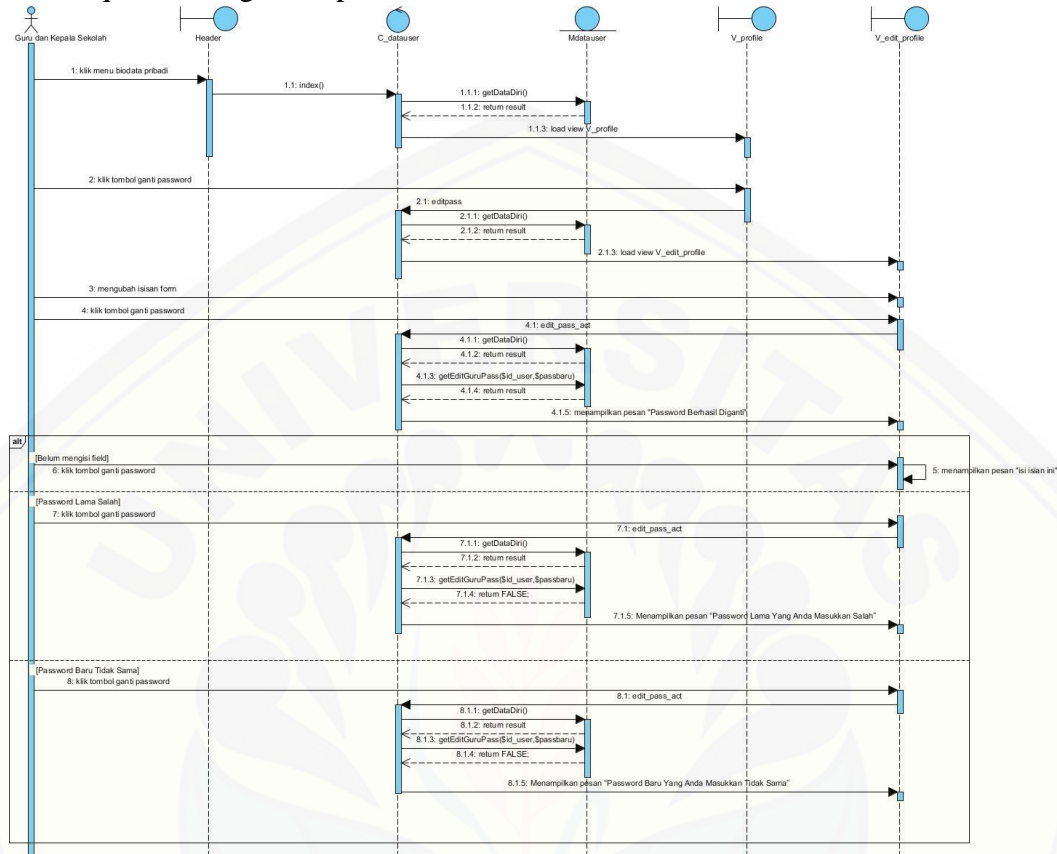 Guru dan Kepala Sekolah
Header
C_datauser
Mdatauser
V_profile
V_edit_profile
1: klik menu biodata pribadi
1.1: index()
1.1.1: getDataDiri()
1.1.2: return result
1.1.3: load view V_profile
2: klik tombol ganti password
2.1: editpass
2.1.1: getDataDiri()
2.1.2: return result
2.1.3: load view V_edit_profile
3: mengubah isisan form
4: klik tombol ganti password
4.1: edit_pass_act
4.1.1: getDataDiri()
4.1.2: return result
4.1.3: getEditGuruPass($id_user,$passbaru)
4.1.4: return result
4.1.5: menampilkan pesan "Password Berhasil Diganti"
alt
[Belum mengisi field]
6: klik tombol ganti password
5: menampilkan pesan "isi isian ini"
[Password Lama Salah]
7: klik tombol ganti password
7.1: edit_pass_act
7.1.1: getDataDiri()
7.1.2: return result
7.1.3: getEditGuruPass($id_user,$passbaru)
7.1.4: return FALSE;
7.1.5: Menampilkan pesan "Password Lama Yang Anda Masukkan Salah"
[Password Baru Tidak Sama]
8: klik tombol ganti password
8.1: edit_pass_act
8.1.1: getDataDiri()
8.1.2: return result
8.1.3: getEditGuruPass($id_user,$passbaru)
8.1.4: return FALSE;
8.1.5: Menampilkan pesan "Password Baru Yang Anda Masukkan Tidak Sama"
UNIVERSITAS